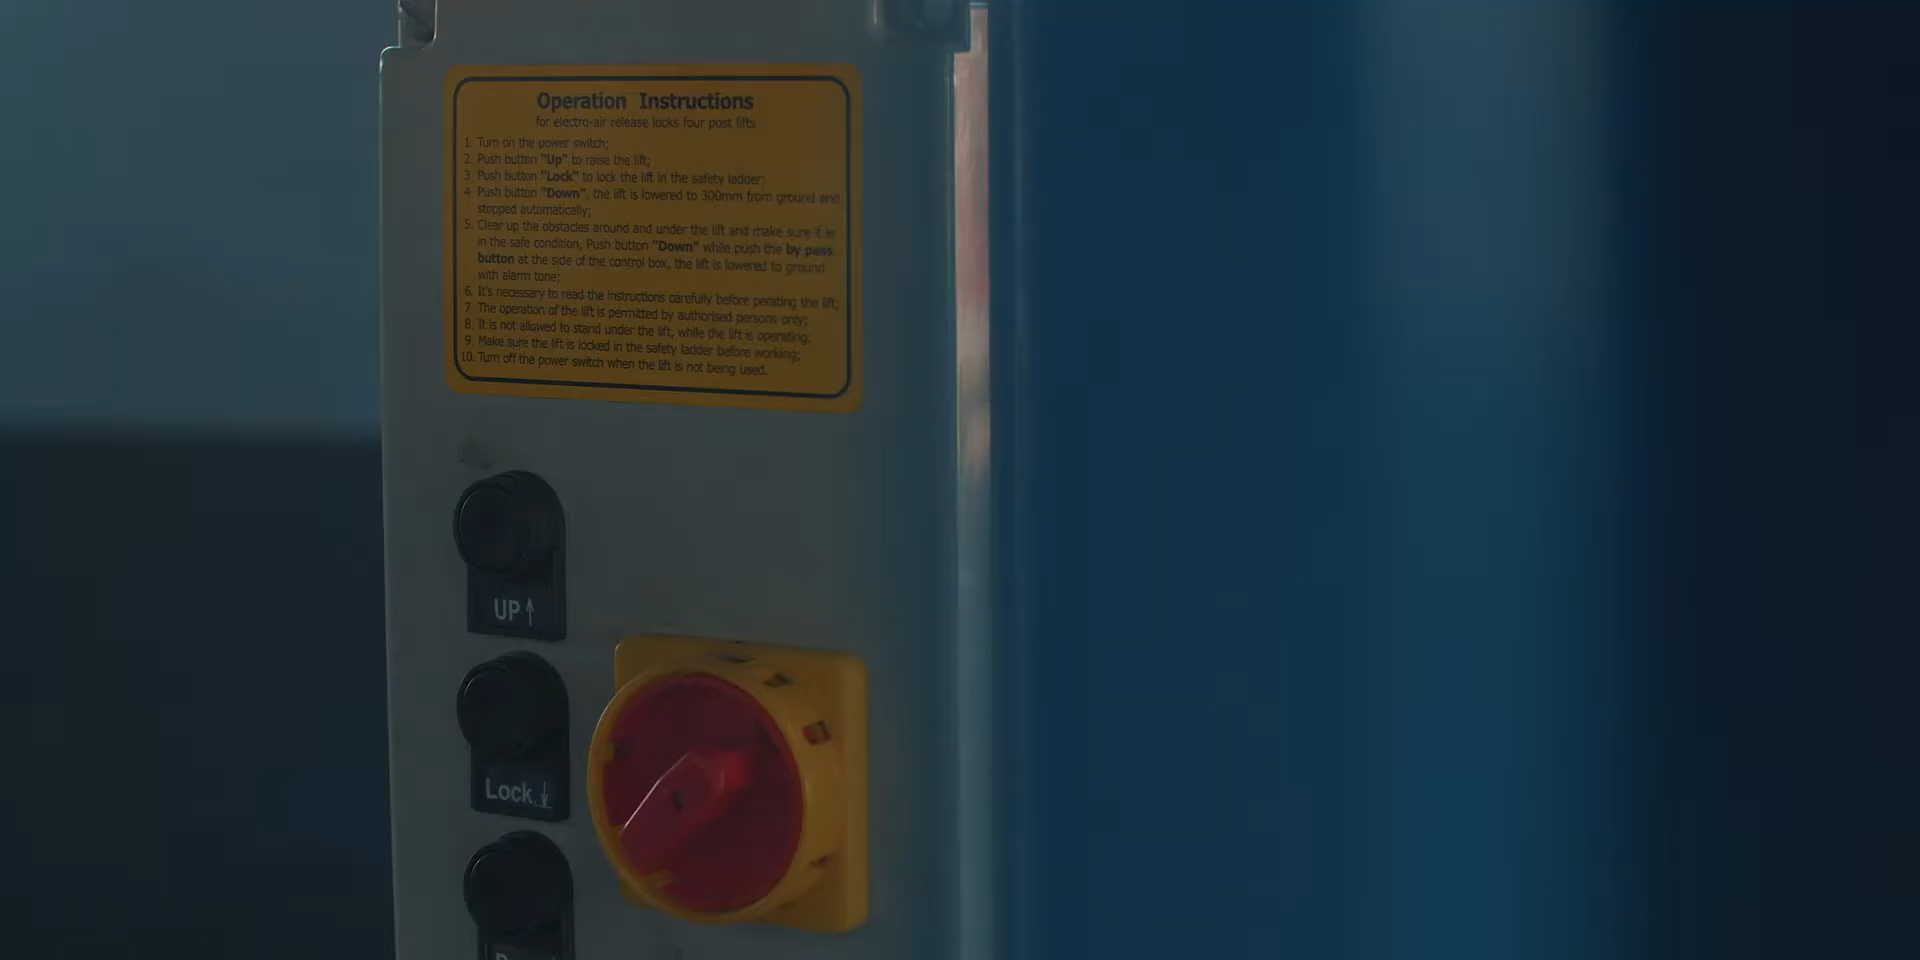 Operation Instructions
for electro-air release locks four post lifts
1. Turn on the power switch;
2. Push button "Up" to raise the lift;
3. Push button "Lock" to lock the lift in the safety ladder;
4. Push button "Down", the lift is lowered to 300mm from ground and
stopped automatically;
5. Clear up the obstacles around and under the lift and make sure it is
in the safe condition, Push button "Down" while push the by pass
button at the side of the control box, the lift is lowered to ground
with alarm tone;
6. It's necessary to read the instructions carefully before perating the lift;
7. The operation of the lift is permitted by authorised persons only;
8. It is not allowed to stand under the lift, while the lift is operating;
9. Make sure the lift is locked in the safety ladder before working;
10. Turn off the power switch when the lift is not being used.
UP↑
Lock ↓